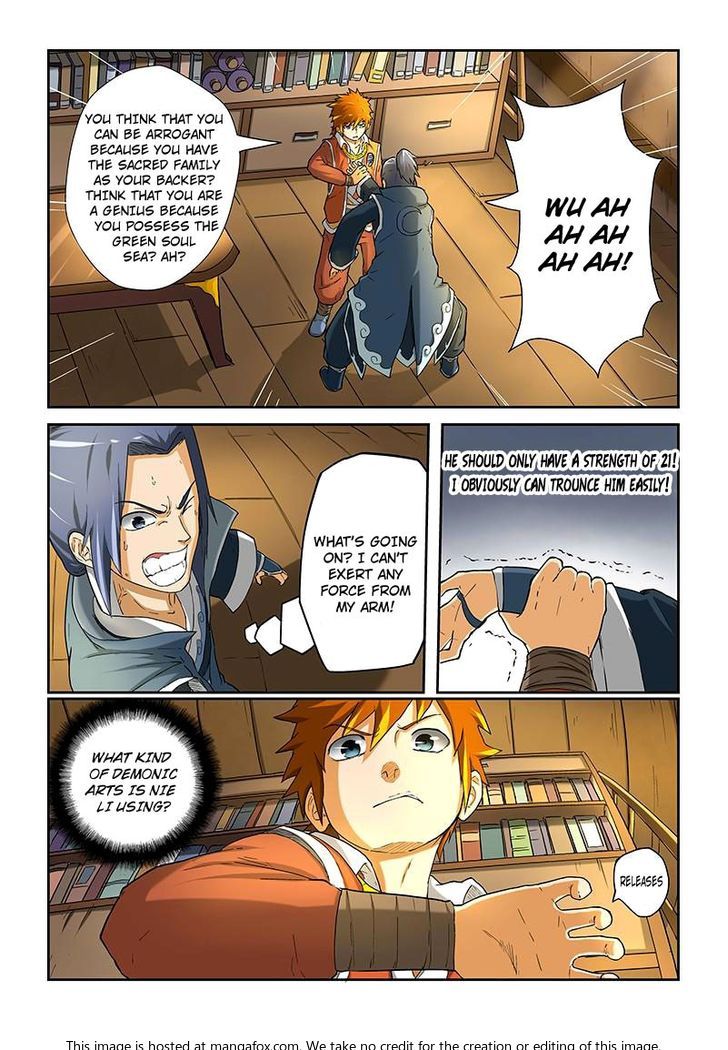 YOU THINK THAT YOU
CAN BE ARROGANT
BECAUSE YOU HAVE
THE SACRED FAMILY
AS YOUR BACKER?
THINK THAT YOU ARE
A GENIUS BECAUSE
YOU POSSESS THE
GREEN SOUL
SEA? AH?
WU AH
AH AH
AH AH!
WHAT'S GOING
ON? I CAN'T
EXERT ANY
FORCE FROM
MY ARM!
HE SHOULD ONLY HAVE A STRENGTH OF 21!
I OBVIOUSLY CAN TROUNCE HIM EASILY!
WHAT KIND
OF DEMONIC
ARTS IS NIE
LI USING?
RELEASES
This image is hosted at mangafox.com. We take no credit for the creation or editing of this image.